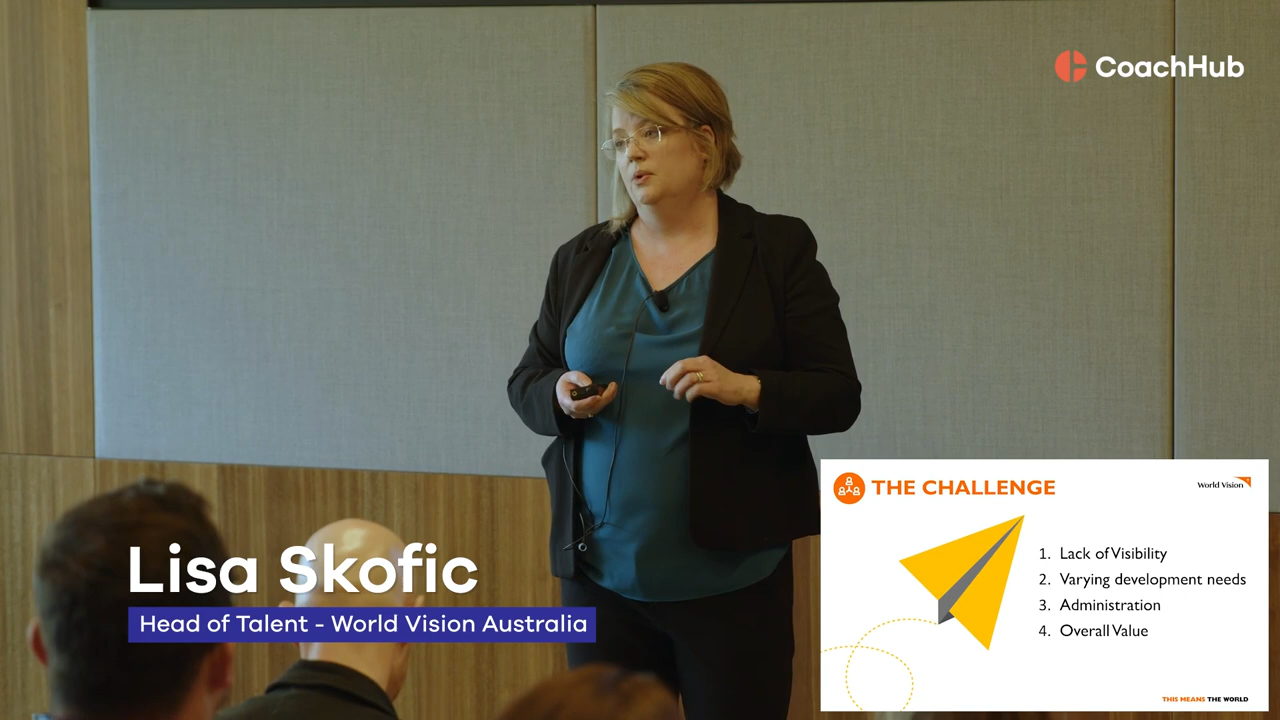 CoachHub
Lisa Skofic
Head of Talent - World Vision Australia
THE CHALLENGE
World Vision
1. Lack of Visibility
2. Varying development needs
3. Administration
4. Overall Value
THIS MEANS THE WORLD